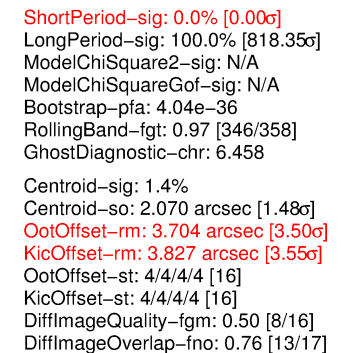 ShortPeriod−sig: 0.0% [0.00σ]
LongPeriod−sig: 100.0% [818.35σ]
ModelChiSquare2−sig: N/A
ModelChiSquareGof−sig: N/A
Bootstrap−pfa: 4.04e−36
RollingBand−fgt: 0.97 [346/358]
GhostDiagnostic−chr: 6.458
Centroid−sig: 1.4%
Centroid−so: 2.070 arcsec [1.48σ]
OotOffset−rm: 3.704 arcsec [3.50σ]
KicOffset−rm: 3.827 arcsec [3.55σ]
OotOffset−st: 4/4/4/4 [16]
KicOffset−st: 4/4/4/4 [16]
DiffImageQuality−fgm: 0.50 [8/16]
DiffImageOverlap−fno: 0.76 [13/17]